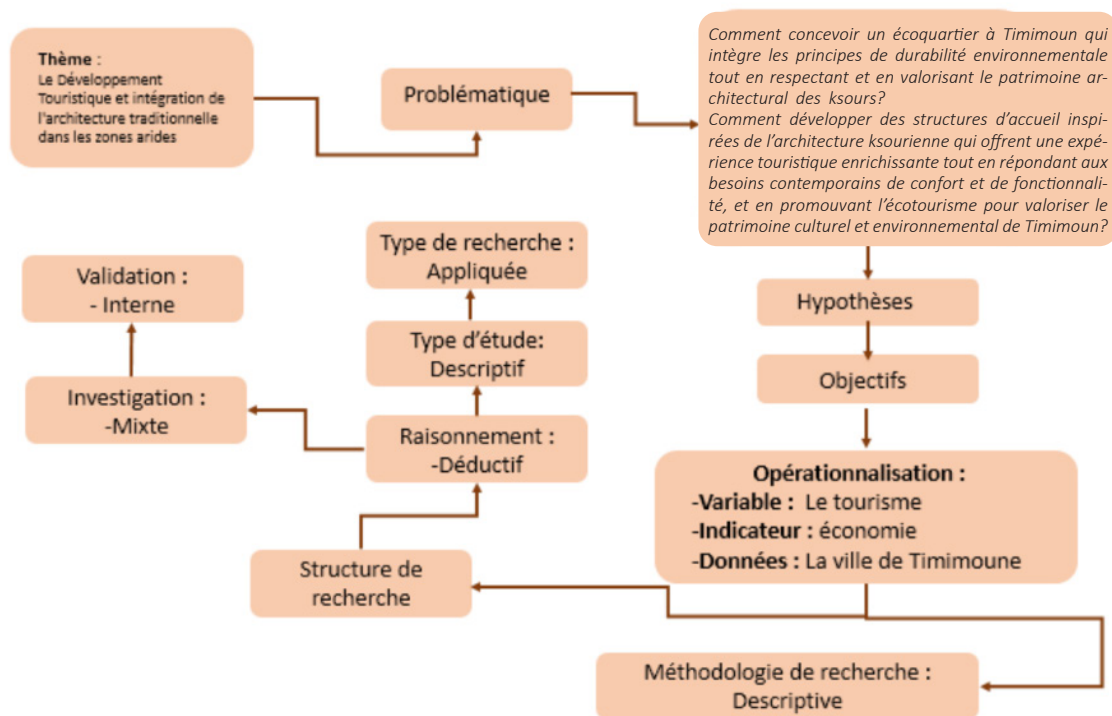 Thème :
Le Développement
Touristique et intégration de
l'architecture traditionnelle
dans les zones arides
Problématique
Comment concevoir un écoquartier à Timimoun qui
intègre les principes de durabilité environnementale
tout en respectant et en valorisant le patrimoine ar-
chitectural des ksours?
Comment développer des structures d'accueil inspi-
rées de l'architecture ksourienne qui offrent une expé-
rience touristique enrichissante tout en répondant aux
besoins contemporains de confort et de fonctionnali-
té, et en promouvant l'écotourisme pour valoriser le
patrimoine culturel et environnemental de Timimoun?
Hypothèses
Objectifs
Opérationnalisation :
-Variable : Le tourisme
-Indicateur : économie
-Données : La ville de Timimoune
Méthodologie de recherche :
Descriptive
Structure de
recherche
Raisonnement :
-Déductif
Type d'étude:
Descriptif
Type de recherche :
Appliquée
Investigation :
-Mixte
Validation :
- Interne